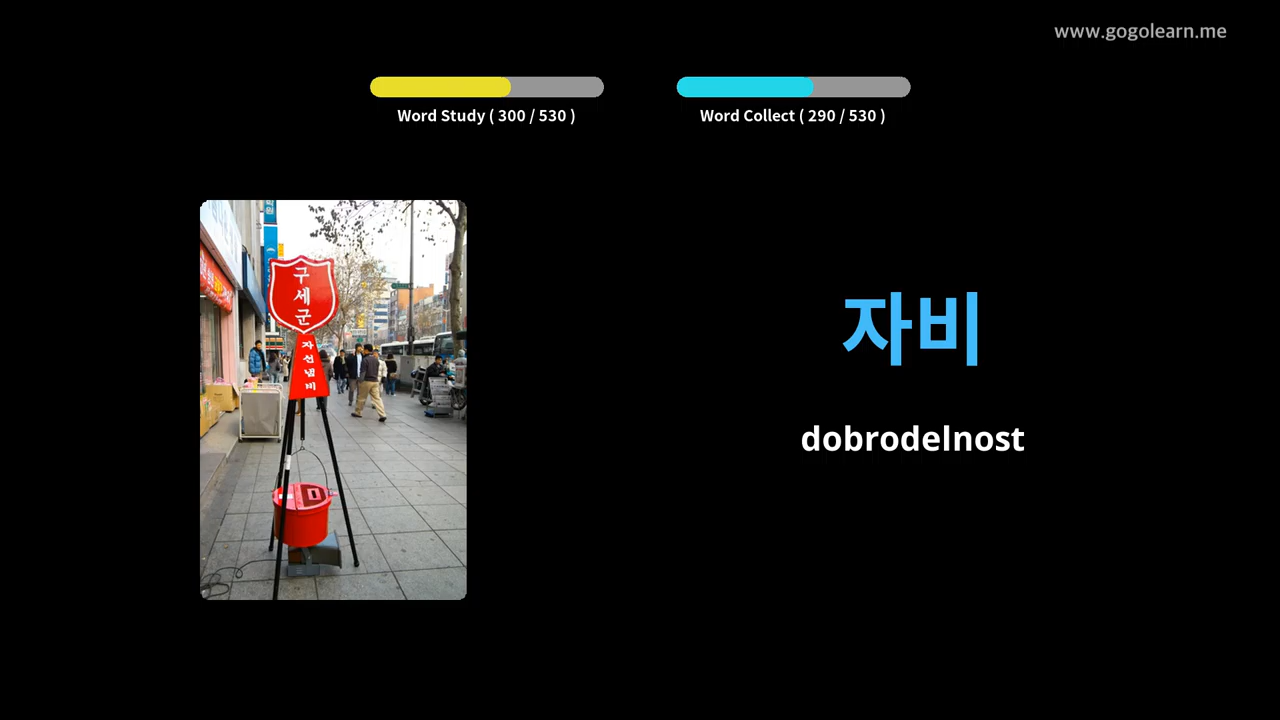 www.gogolearn.me
Word Study ( 300 / 530 )
Word Collect ( 290 / 530 )
구
세
군
자
선
냄
비
자비
dobrodelnost